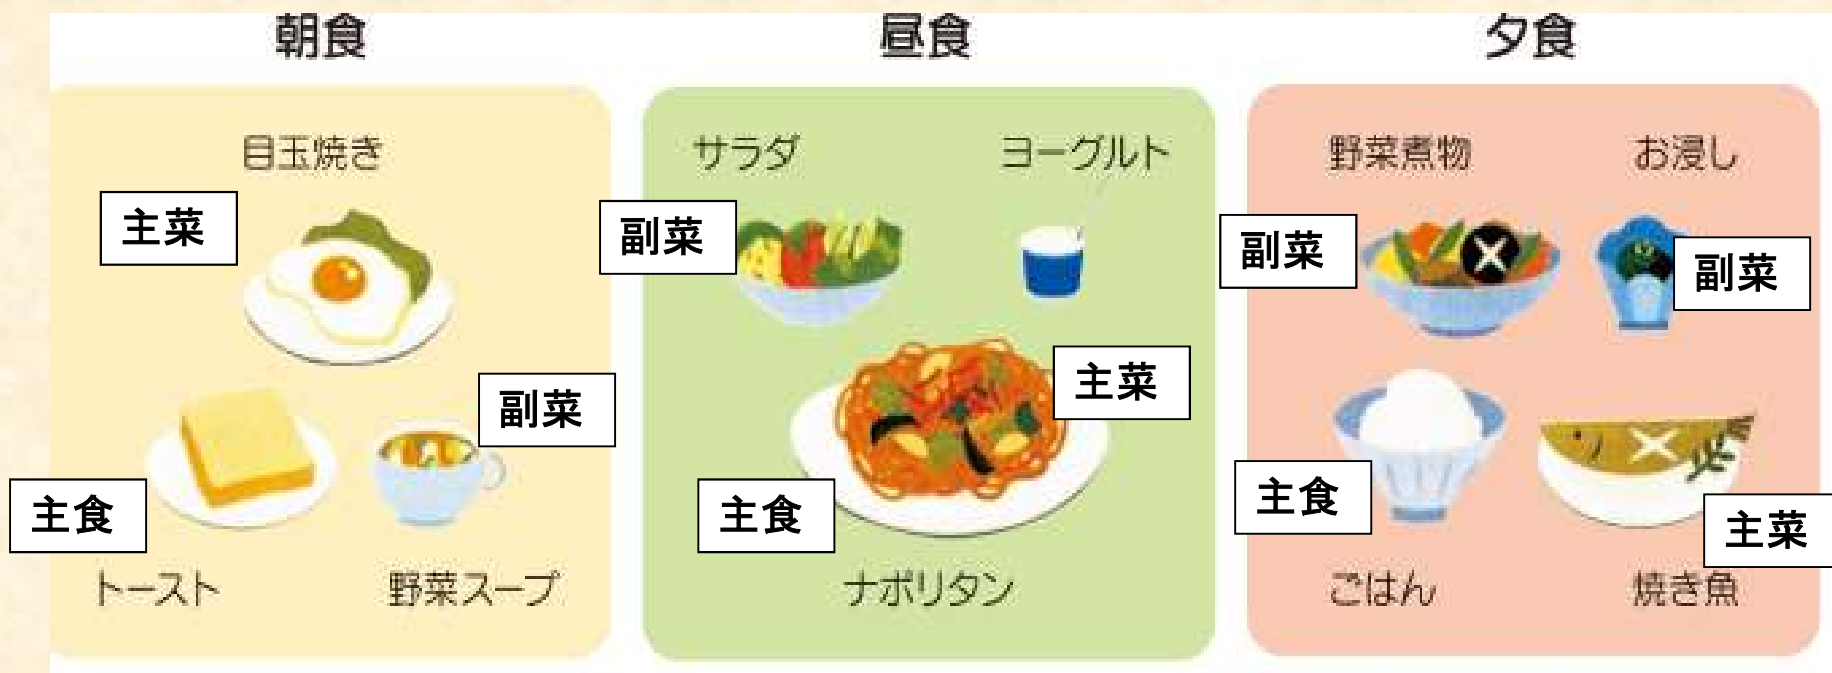 朝食
目玉焼き
主菜
副菜
主食
トースト
野菜スープ
昼食
サラダ
ヨーグルト
副菜
主菜
主食
ナポリタン
夕食
野菜煮物
お浸し
副菜
副菜
主食
主菜
ごはん
焼き魚